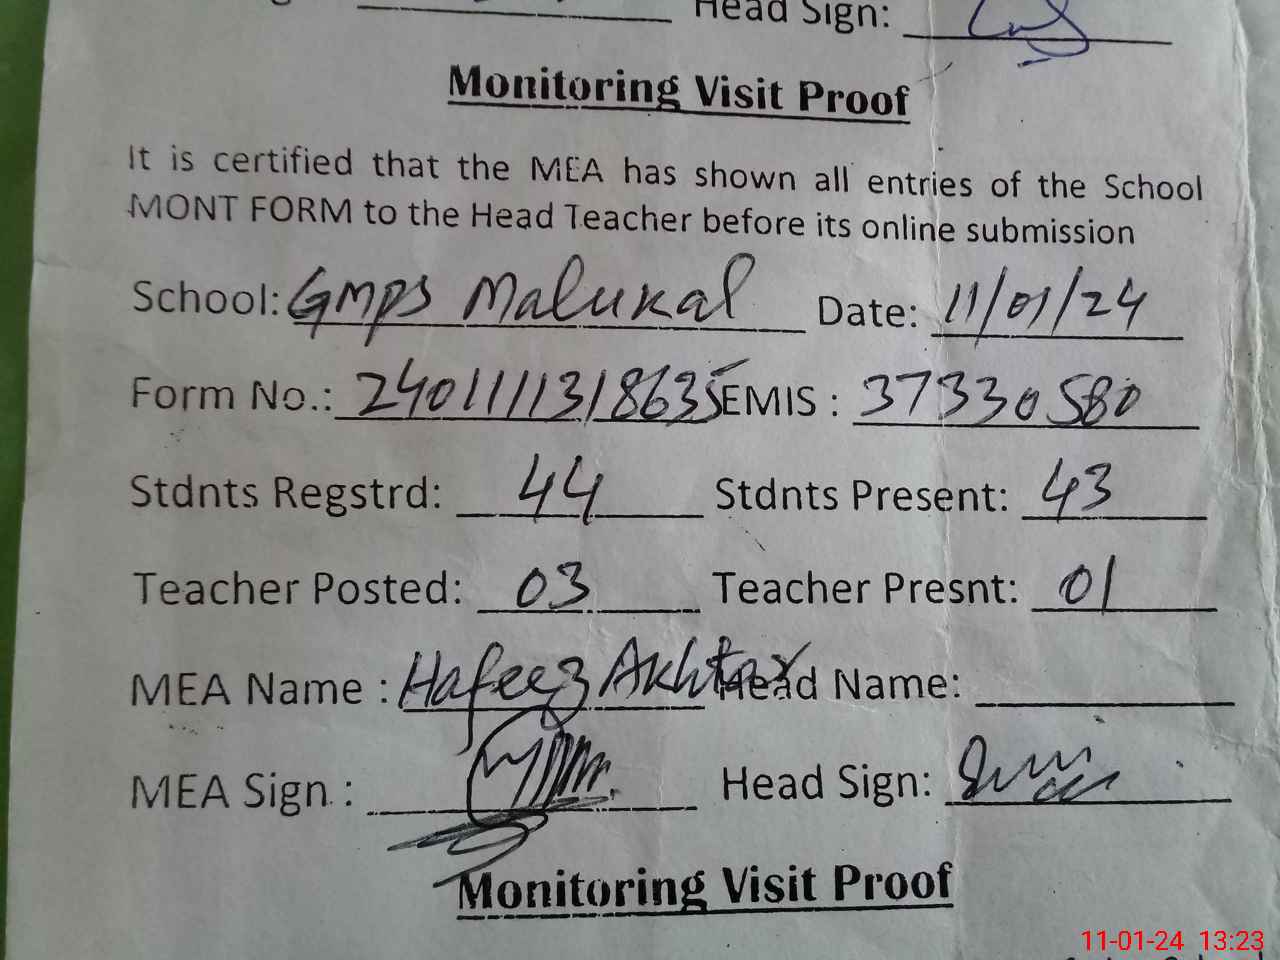 Head Sign:
Monitoring Visit Proof
It is certified that the MEA has shown all entries of the School
MONT FORM to the Head Teacher before its online submission
School: GMPS Malukal Date: 11/01/24
Form No.: 2401111318635 EMIS : 37330580
Stdnts Regstrd: 44 Stdnts Present: 43
Teacher Posted: 03 Teacher Presnt: 01
MEA Name : Hafeez Akhtar Head Name:
MEA Sign : Head Sign:
Monitoring Visit Proof
11-01-24 13:23